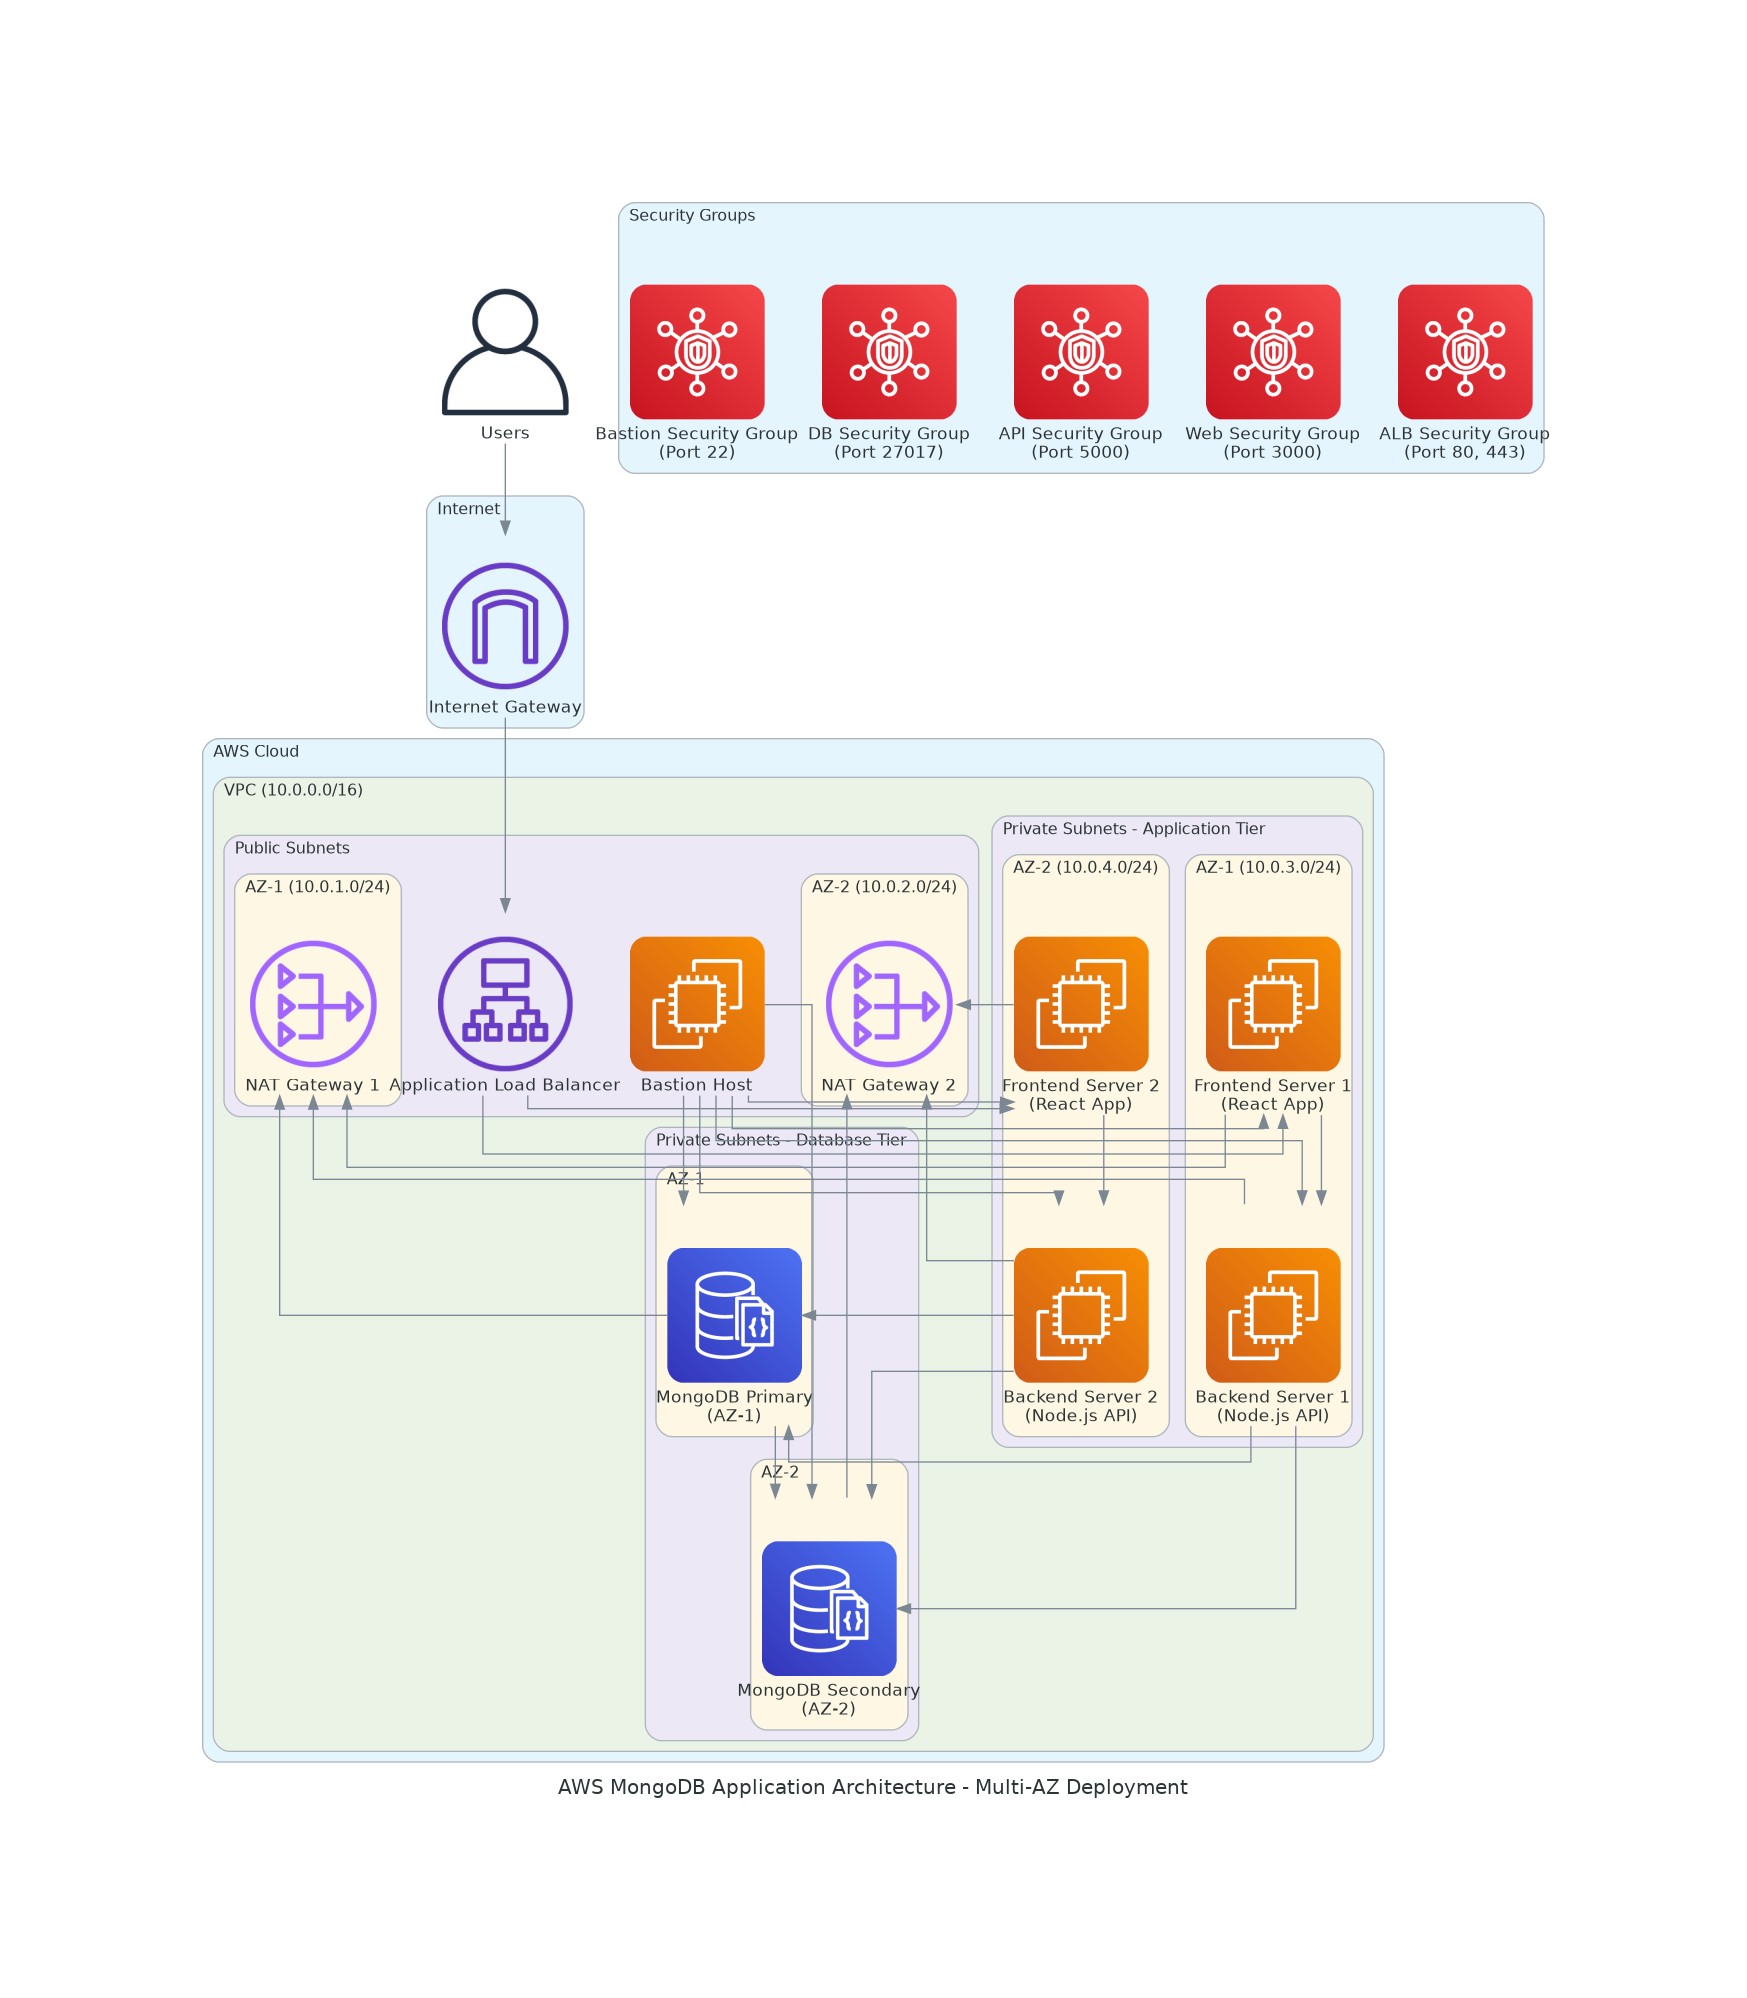 Security Groups
Bastion Security Group
(Port 22)
DB Security Group
(Port 27017)
API Security Group
(Port 5000)
Web Security Group
(Port 3000)
ALB Security Group
(Port 80, 443)
Users
Internet
Internet Gateway
AWS Cloud
VPC (10.0.0.0/16)
Public Subnets
AZ-1 (10.0.1.0/24)
NAT Gateway 1
Application Load Balancer
Bastion Host
AZ-2 (10.0.2.0/24)
NAT Gateway 2
Private Subnets - Application Tier
AZ-2 (10.0.4.0/24)
Frontend Server 2
(React App)
AZ-1 (10.0.3.0/24)
Frontend Server 1
(React App)
Private Subnets - Database Tier
AZ-1
MongoDB Primary
(AZ-1)
Backend Server 2
(Node.js API)
Backend Server 1
(Node.js API)
AZ-2
MongoDB Secondary
(AZ-2)
AWS MongoDB Application Architecture - Multi-AZ Deployment